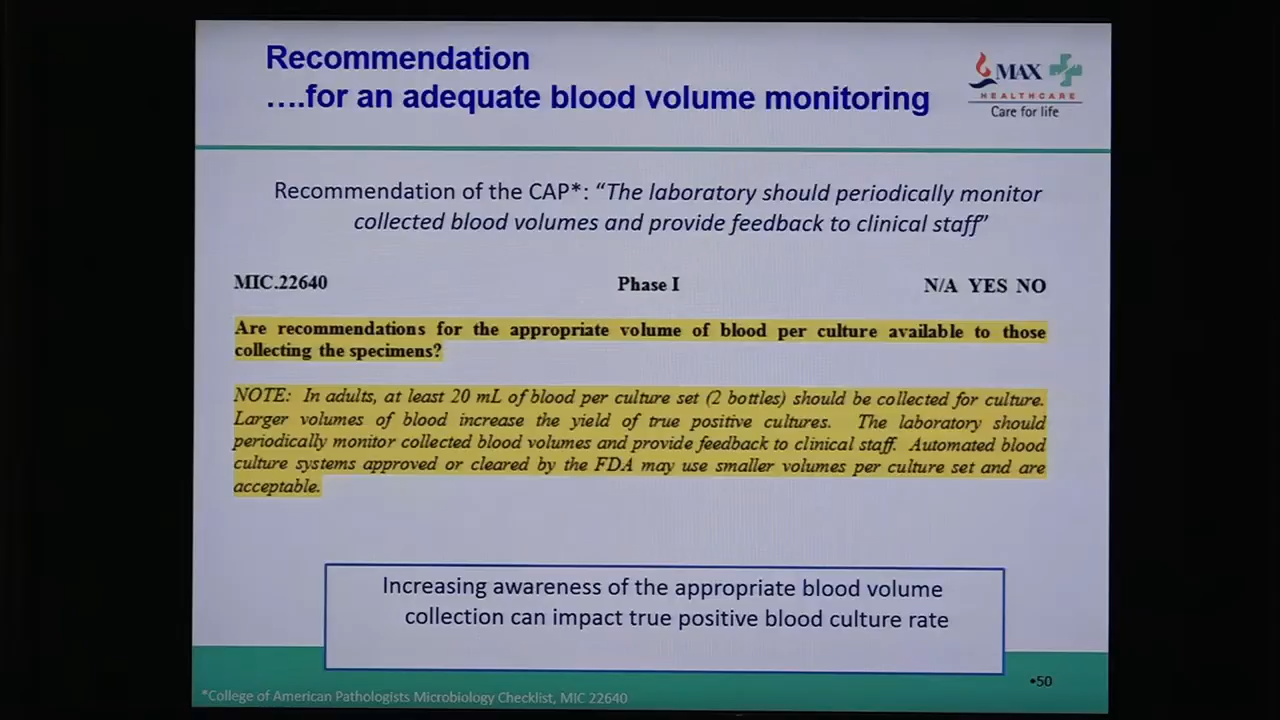 Recommendation
….for an adequate blood volume monitoring
MAX
HEALTHCARE
Care for life
Recommendation of the CAP*: “The laboratory should periodically monitor
collected blood volumes and provide feedback to clinical staff”
MIC.22640 Phase I N/A YES NO
Are recommendations for the appropriate volume of blood per culture available to those
collecting the specimens?
NOTE: In adults, at least 20 mL of blood per culture set (2 bottles) should be collected for culture.
Larger volumes of blood increase the yield of true positive cultures. The laboratory should
periodically monitor collected blood volumes and provide feedback to clinical staff. Automated blood
culture systems approved or cleared by the FDA may use smaller volumes per culture set and are
acceptable.
Increasing awareness of the appropriate blood volume
collection can impact true positive blood culture rate
•50
*College of American Pathologists Microbiology Checklist, MIC 22640